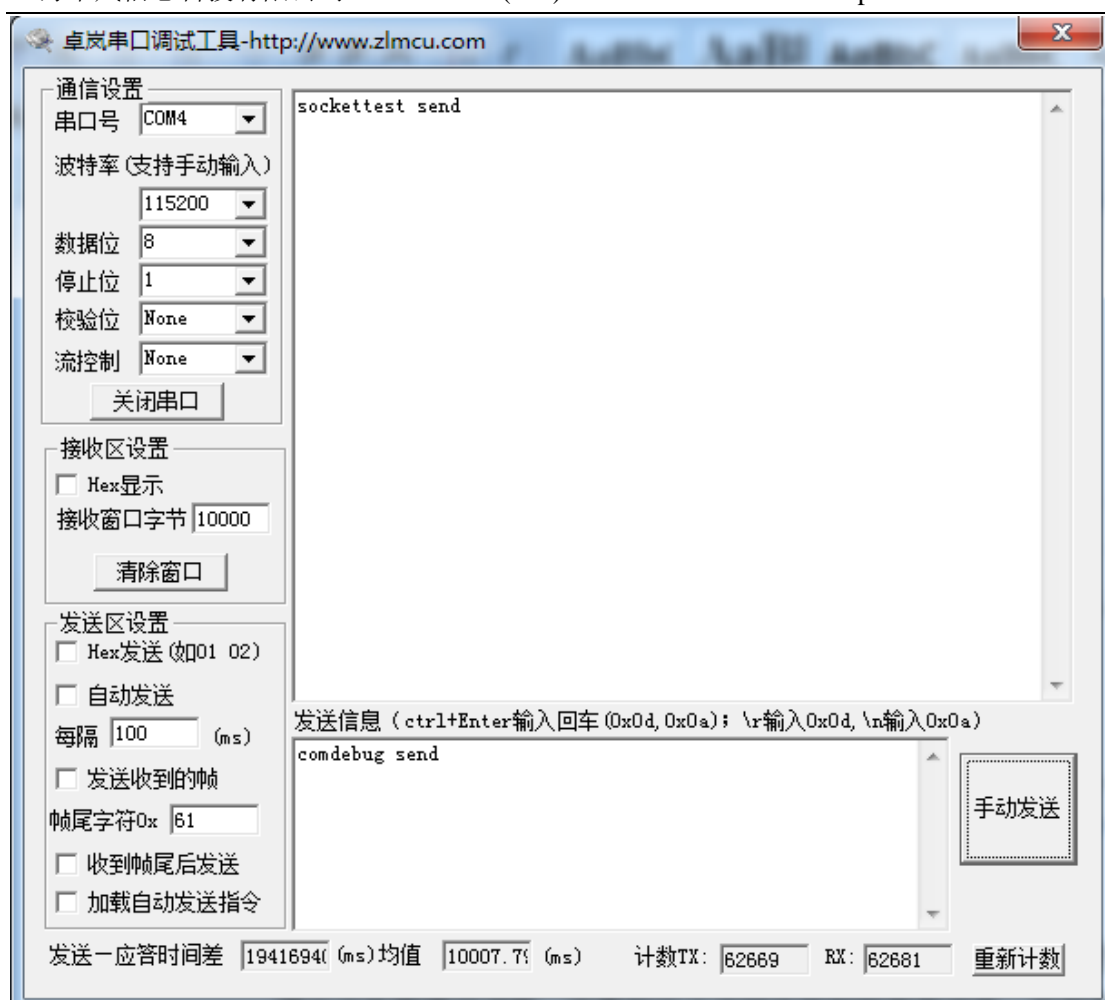 卓岚串口调试工具-http://www.zlmcu.com
通信设置
串口号 COM4
波特率(支持手动输入)
115200
数据位 8
停止位 1
校验位 None
流控制 None
关闭串口
接收区设置
Hex显示
接收窗口字节 10000
清除窗口
发送区设置
Hex发送(如01 02)
自动发送
每隔 100 (ms)
发送收到的帧
帧尾字符0x 61
收到帧尾后发送
加载自动发送指令
sockettest send
发送信息(ctrl+Enter输入回车(0x0d,0x0a); \r输入0x0d,\n输入0x0a)
comdebug send
手动发送
发送一应答时间差 1941694 (ms)均值 10007.7 (ms) 计数TX: 62669 RX: 62681 重新计数